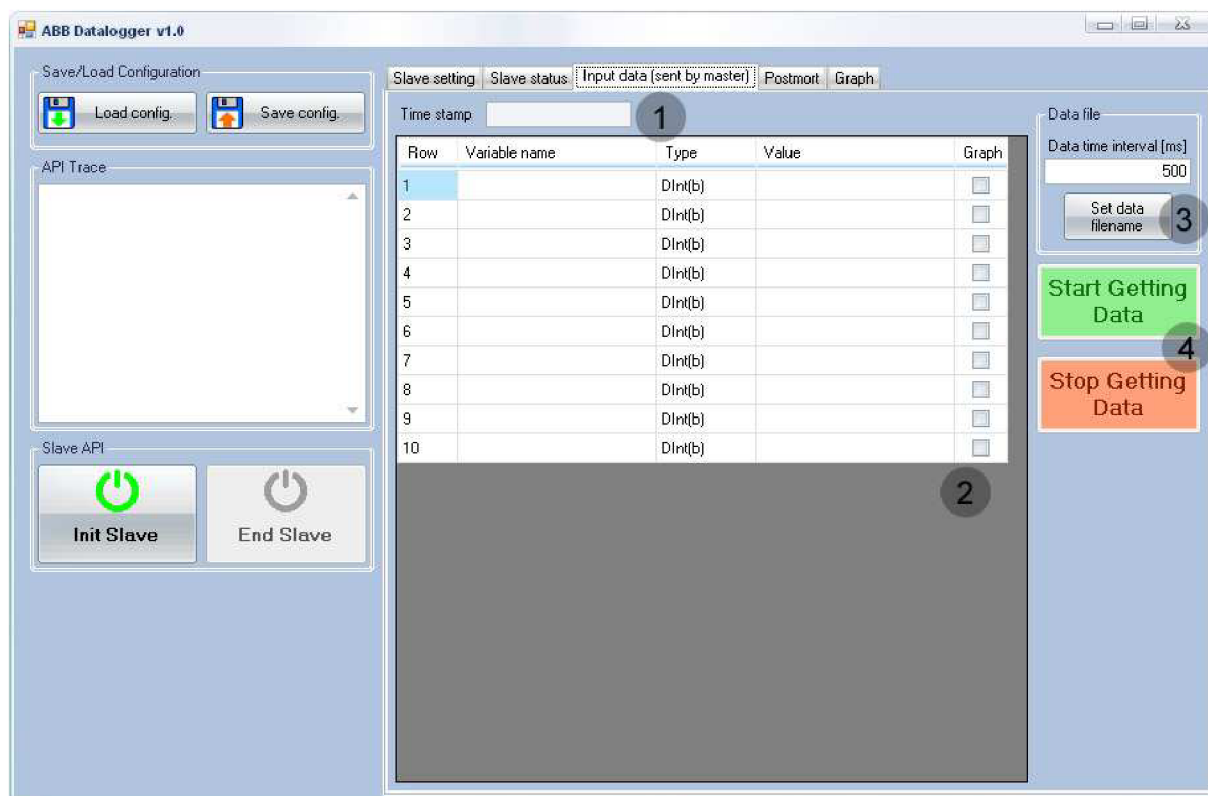 ABB Datalogger v1.0
Save/Load Configuration
Load config.
Save config.
API Trace
Slave API
Init Slave
End Slave
Slave setting
Slave status
Input data (sent by master)
Postmort
Graph
Time stamp
1
Row Variable name Type Value Graph
1 DInt(b)
2 DInt(b)
3 DInt(b)
4 DInt(b)
5 DInt(b)
6 DInt(b)
7 DInt(b)
8 DInt(b)
9 DInt(b)
10 DInt(b)
2
Data file
Data time interval [ms]
500
Set data
filename
3
Start Getting
Data
4
Stop Getting
Data